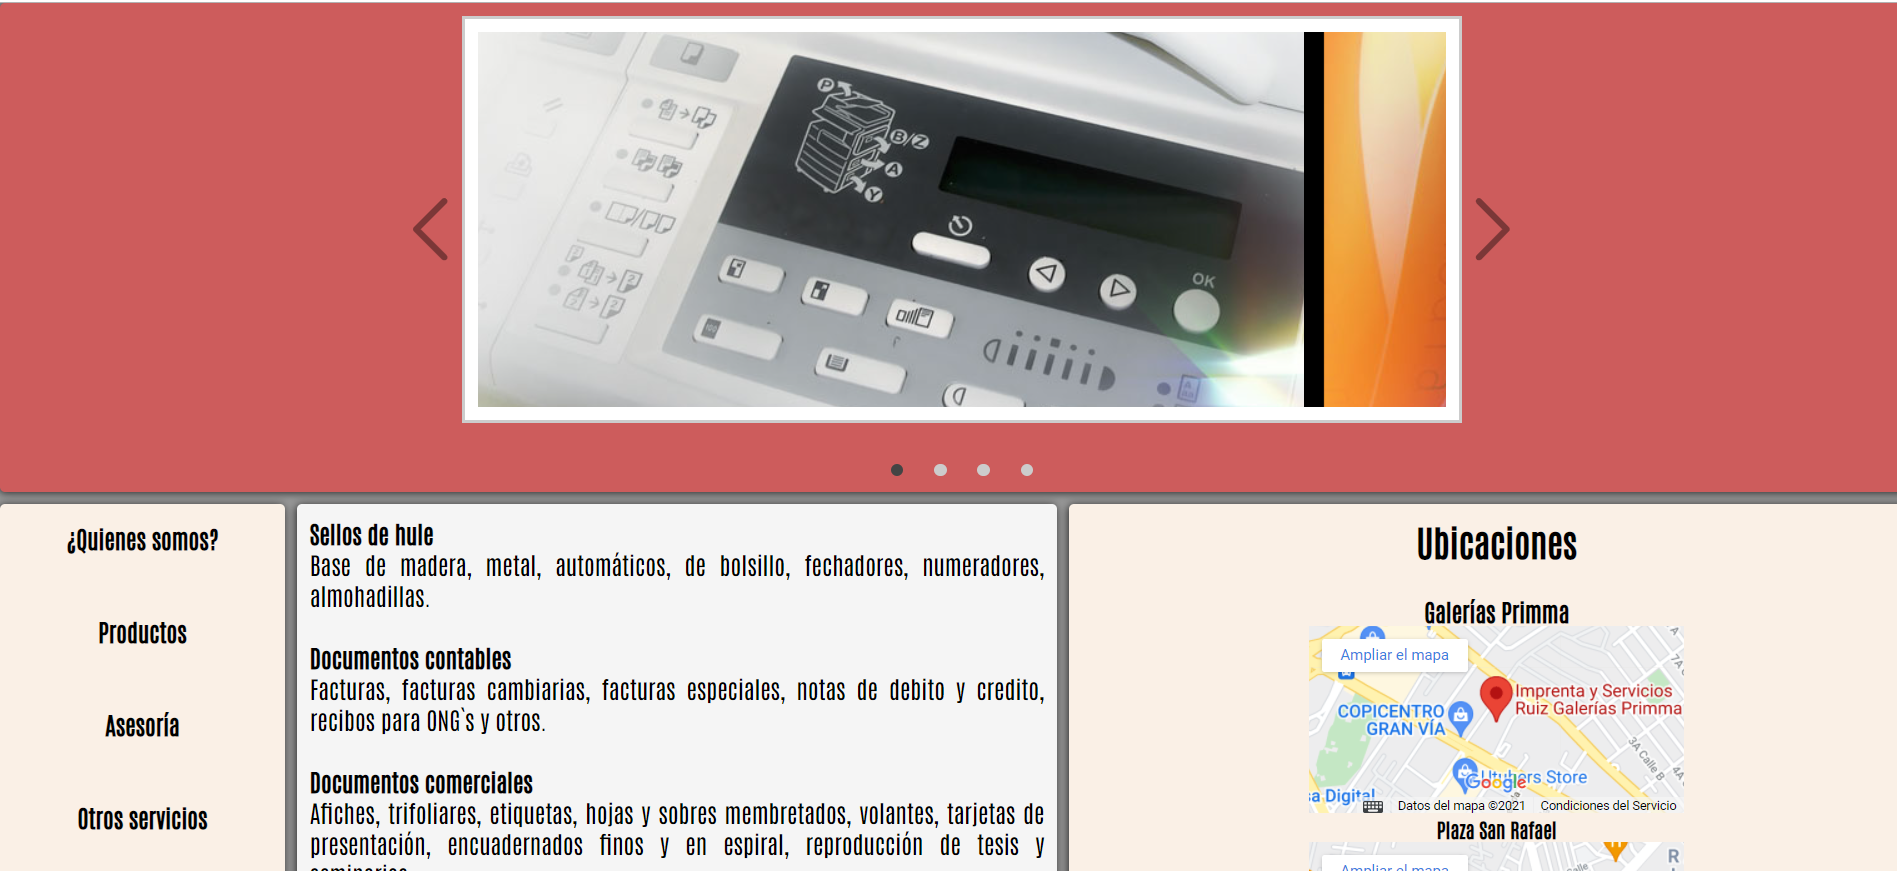 P
B/Z
A
Y
OK
¿Quienes somos?
Productos
Asesoría
Otros servicios
Sellos de hule
Base de madera, metal, automáticos, de bolsillo, fechadores, numeradores,
almohadillas.
Documentos contables
Facturas, facturas cambiarias, facturas especiales, notas de debito y credito,
recibos para ONG`s y otros.
Documentos comerciales
Afiches, trifoliares, etiquetas, hojas y sobres membretados, volantes, tarjetas de
presentación, encuadernados finos y en espiral, reproducción de tesis y
seminarios
Ubicaciones
Galerías Primma
Ampliar el mapa
Imprenta y Servicios
Ruiz Galerías Primma
COPICENTRO
GRAN VÍA
3A Calle B
Utubers Store
Google
a Digital
Datos del mapa ©2021
Condiciones del Servicio
Plaza San Rafael
Ampliar el mapa
R